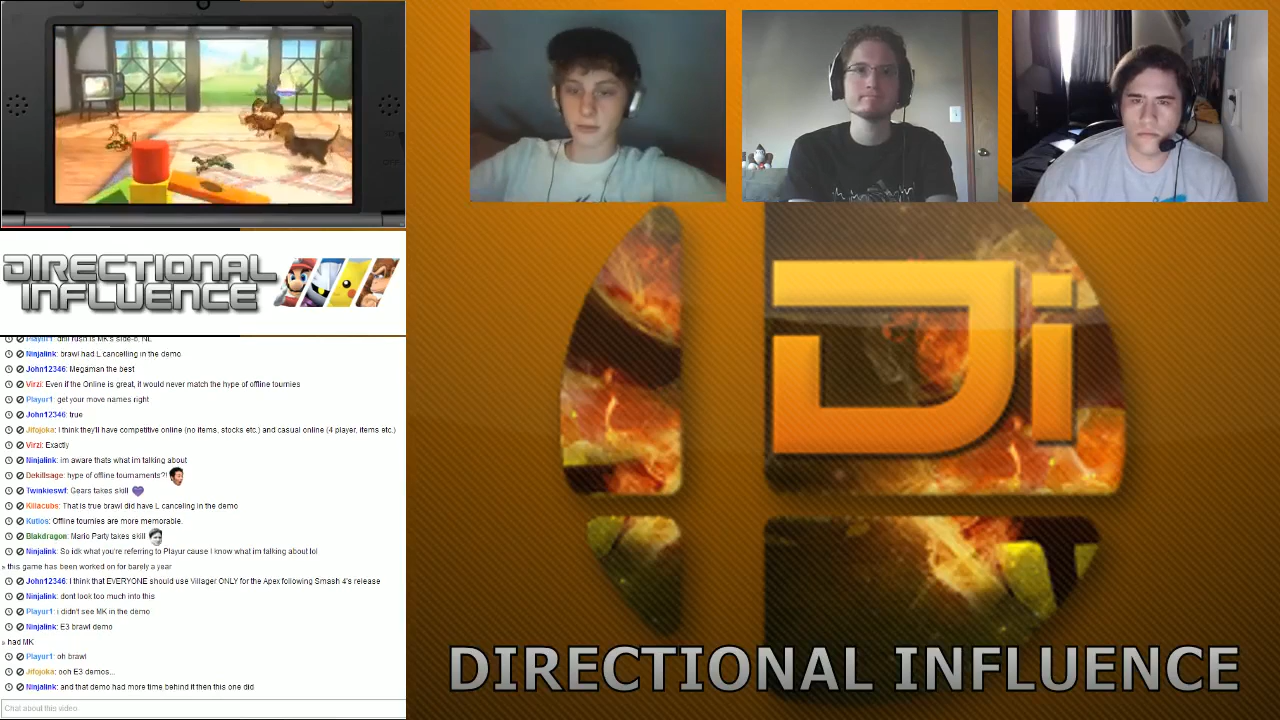 DIRECTIONAL
INFLUENCE
Playur1: drill rush is MK's side-b, NL
Ninjalink: brawl had L cancelling in the demo
John12346: Megaman the best
Virzi: Even if the Online is great, it would never match the hype of offline tournies
Playur1: get your move names right
John12346: true
Jifojoka: I think they'll have competitive online (no items, stocks etc.) and casual online (4 player, items etc.)
Virzi: Exactly
Ninjalink: im aware thats what im talking about
Dekillsage: hype of offline tournaments?!
Twinkieswf: Gears takes skill
Killacubs: That is true brawl did have L canceling in the demo
Kutlos: Offline tournies are more memorable.
Blakdragon: Mario Party takes skill
Ninjalink: So idk what you're referring to Playur cause I know what im talking about lol
» this game has been worked on for barely a year
John12346: I think that EVERYONE should use Villager ONLY for the Apex following Smash 4's release
Ninjalink: dont look too much into this
Playur1: i didn't see MK in the demo
Ninjalink: E3 brawl demo
» had MK
Playur1: oh brawl
Jifojoka: ooh E3 demos...
Ninjalink: and that demo had more time behind it then this one did
Chat about this video.
Di
DIRECTIONAL INFLUENCE